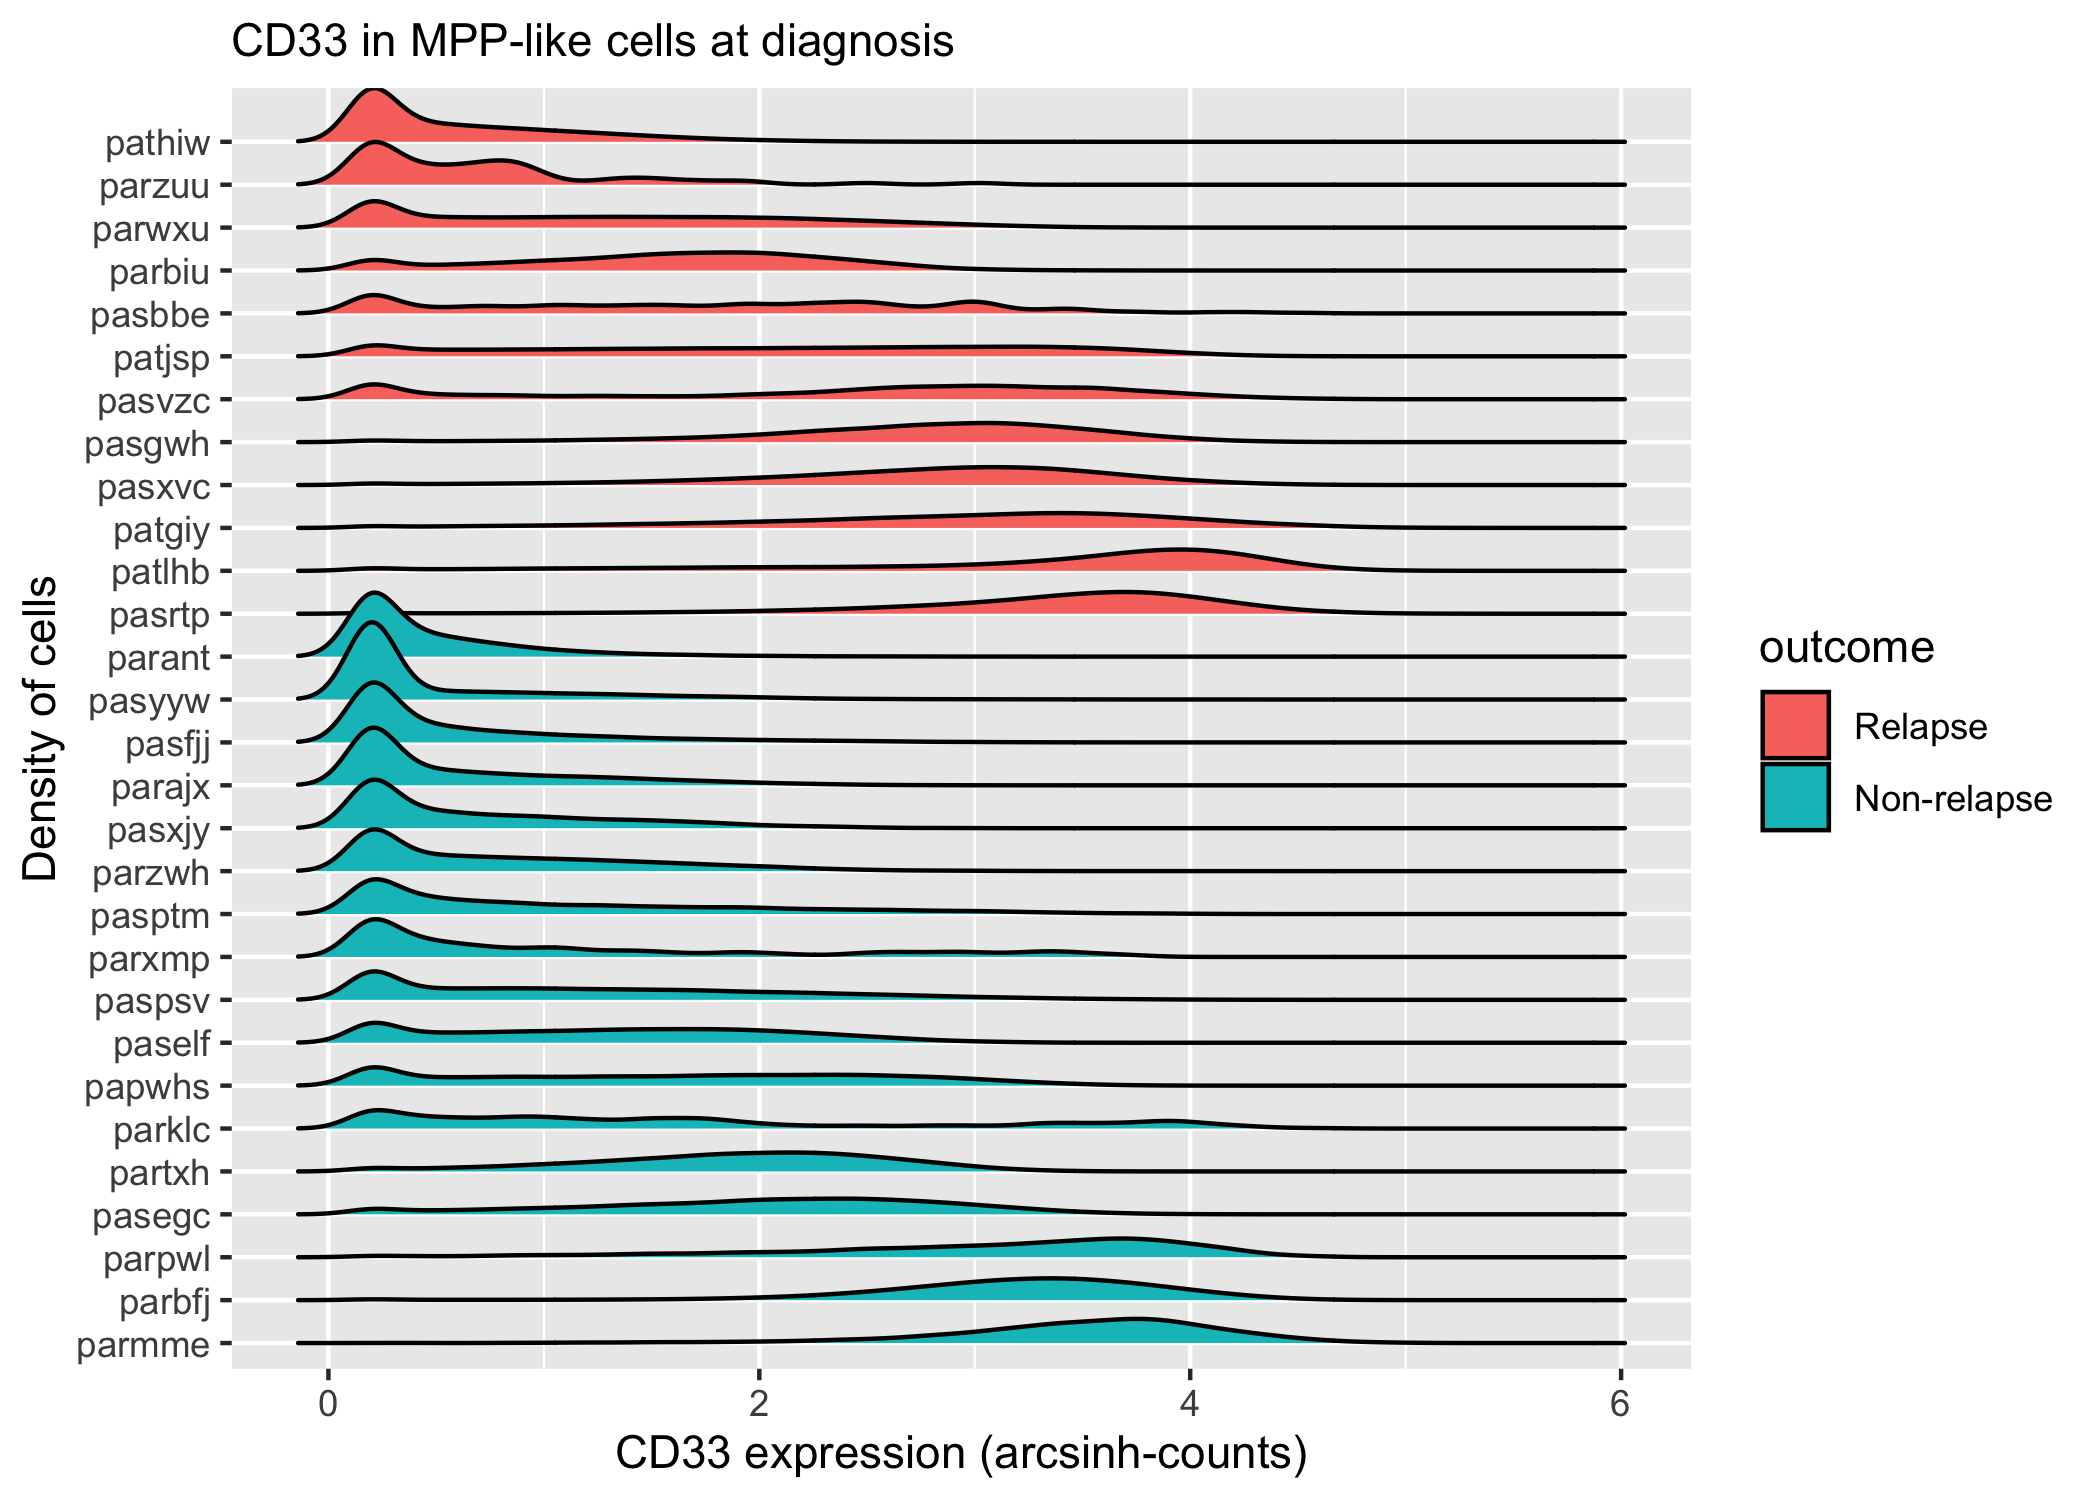 CD33 in MPP-like cells at diagnosis
pathiw
parzuu
parwxu
parbiu
pasbbe
patjsp
pasvzc
pasgwh
pasxvc
patgiy
patlhb
pasrtp
parant
pasyyw
pasfjj
parajx
pasxjy
parzwh
pasptm
parxmp
paspsv
paself
papwhs
parklc
partxh
pasegc
parpwl
parbfj
parmme
Density of cells
0 2 4 6
CD33 expression (arcsinh-counts)
outcome
Relapse
Non-relapse